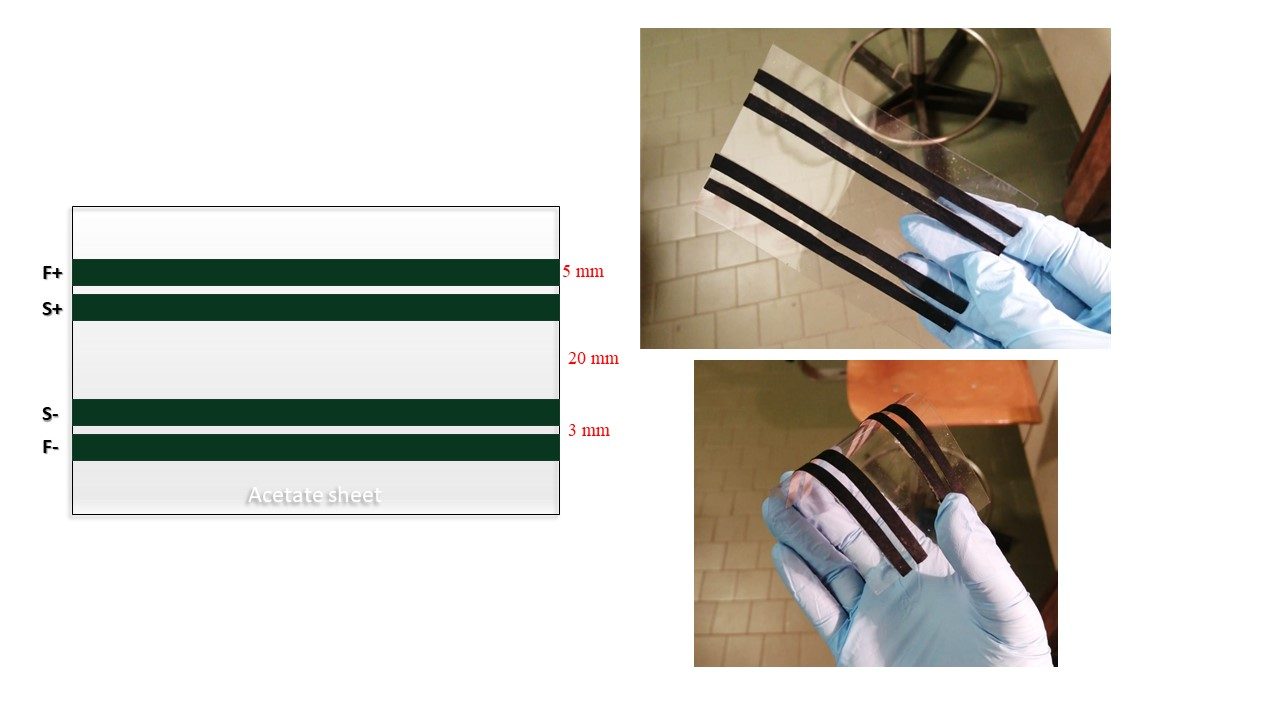 F+
5 mm
S+
20 mm
S-
3 mm
F-
Acetate sheet